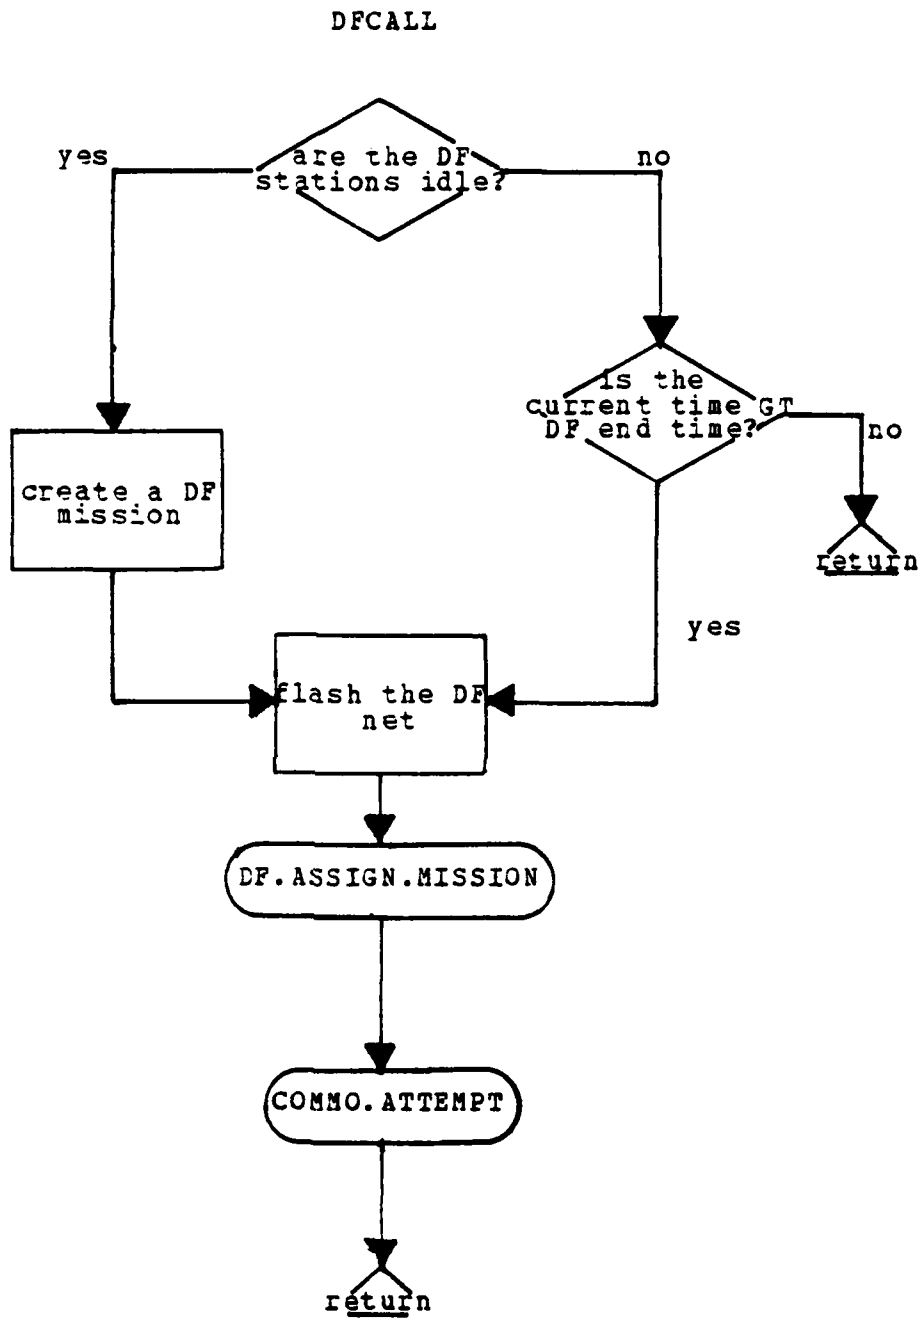 DFCALL
yes
are the DF
stations idle?
no
is the
current time GT
DF end time?
no
create a DF
mission
return
yes
flash the DF
net
DF.ASSIGN.MISSION
COMMO.ATTEMPT
return